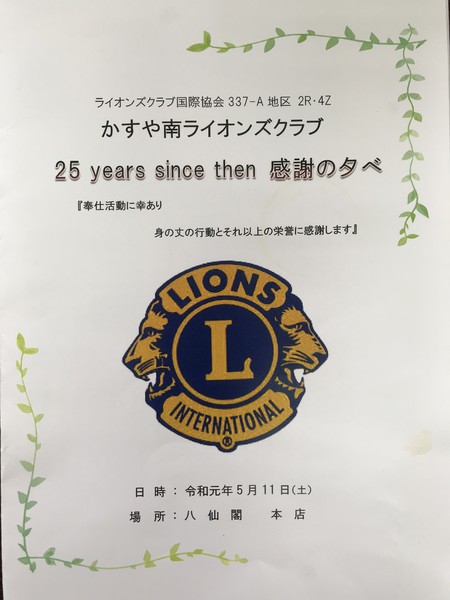 ライオンズクラブ国際協会 337-A 地区 2R・4Z
かすや南ライオンズクラブ
25 years since then 感謝の夕べ
『奉仕活動に幸あり
身の丈の行動とそれ以上の栄誉に感謝します』
LIONS
L
INTERNATIONAL
®
日 時 : 令和元年 5 月 11 日(土)
場 所 : 八 仙 閣 本 店